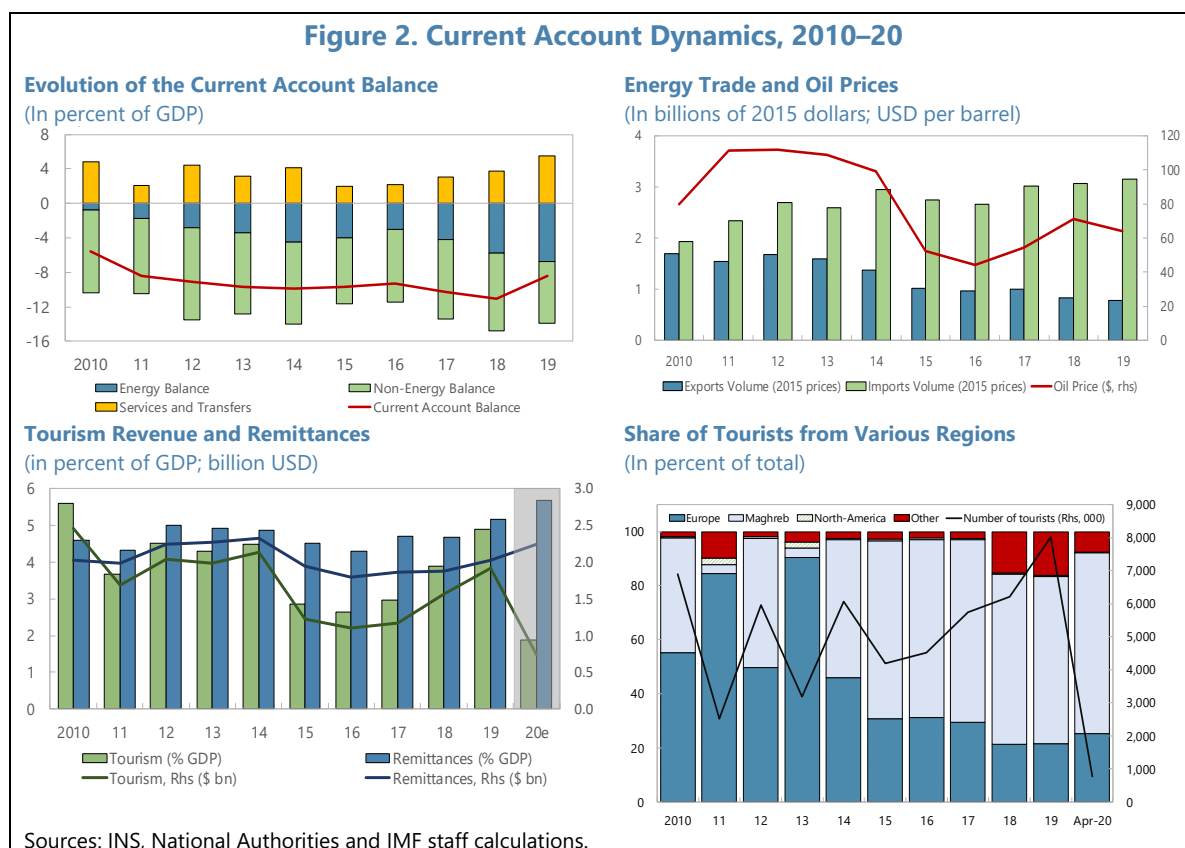 Figure 2. Current Account Dynamics, 2010–20
Evolution of the Current Account Balance
(In percent of GDP)
8
4
0
-4
-8
-12
-16
2010 11 12 13 14 15 16 17 18 19
Energy Balance Non-Energy Balance
Services and Transfers Current Account Balance
Energy Trade and Oil Prices
(In billions of 2015 dollars; USD per barrel)
4
3
2
1
0
120
100
80
60
40
20
0
2010 11 12 13 14 15 16 17 18 19
Exports Volume (2015 prices) Imports Volume (2015 prices) Oil Price ($, rhs)
Tourism Revenue and Remittances
(in percent of GDP; billion USD)
6
5
4
3
2
1
0
3.0
2.5
2.0
1.5
1.0
0.5
0.0
2010 11 12 13 14 15 16 17 18 19 20e
Tourism (% GDP) Remittances (% GDP)
Tourism, Rhs ($ bn) Remittances, Rhs ($ bn)
Share of Tourists from Various Regions
(In percent of total)
Europe Maghreb North-America Other Number of tourists (Rhs, 000)
100
80
60
40
20
0
9,000
8,000
7,000
6,000
5,000
4,000
3,000
2,000
1,000
0
2010 11 12 13 14 15 16 17 18 19 Apr-20
Sources: INS, National Authorities and IMF staff calculations.